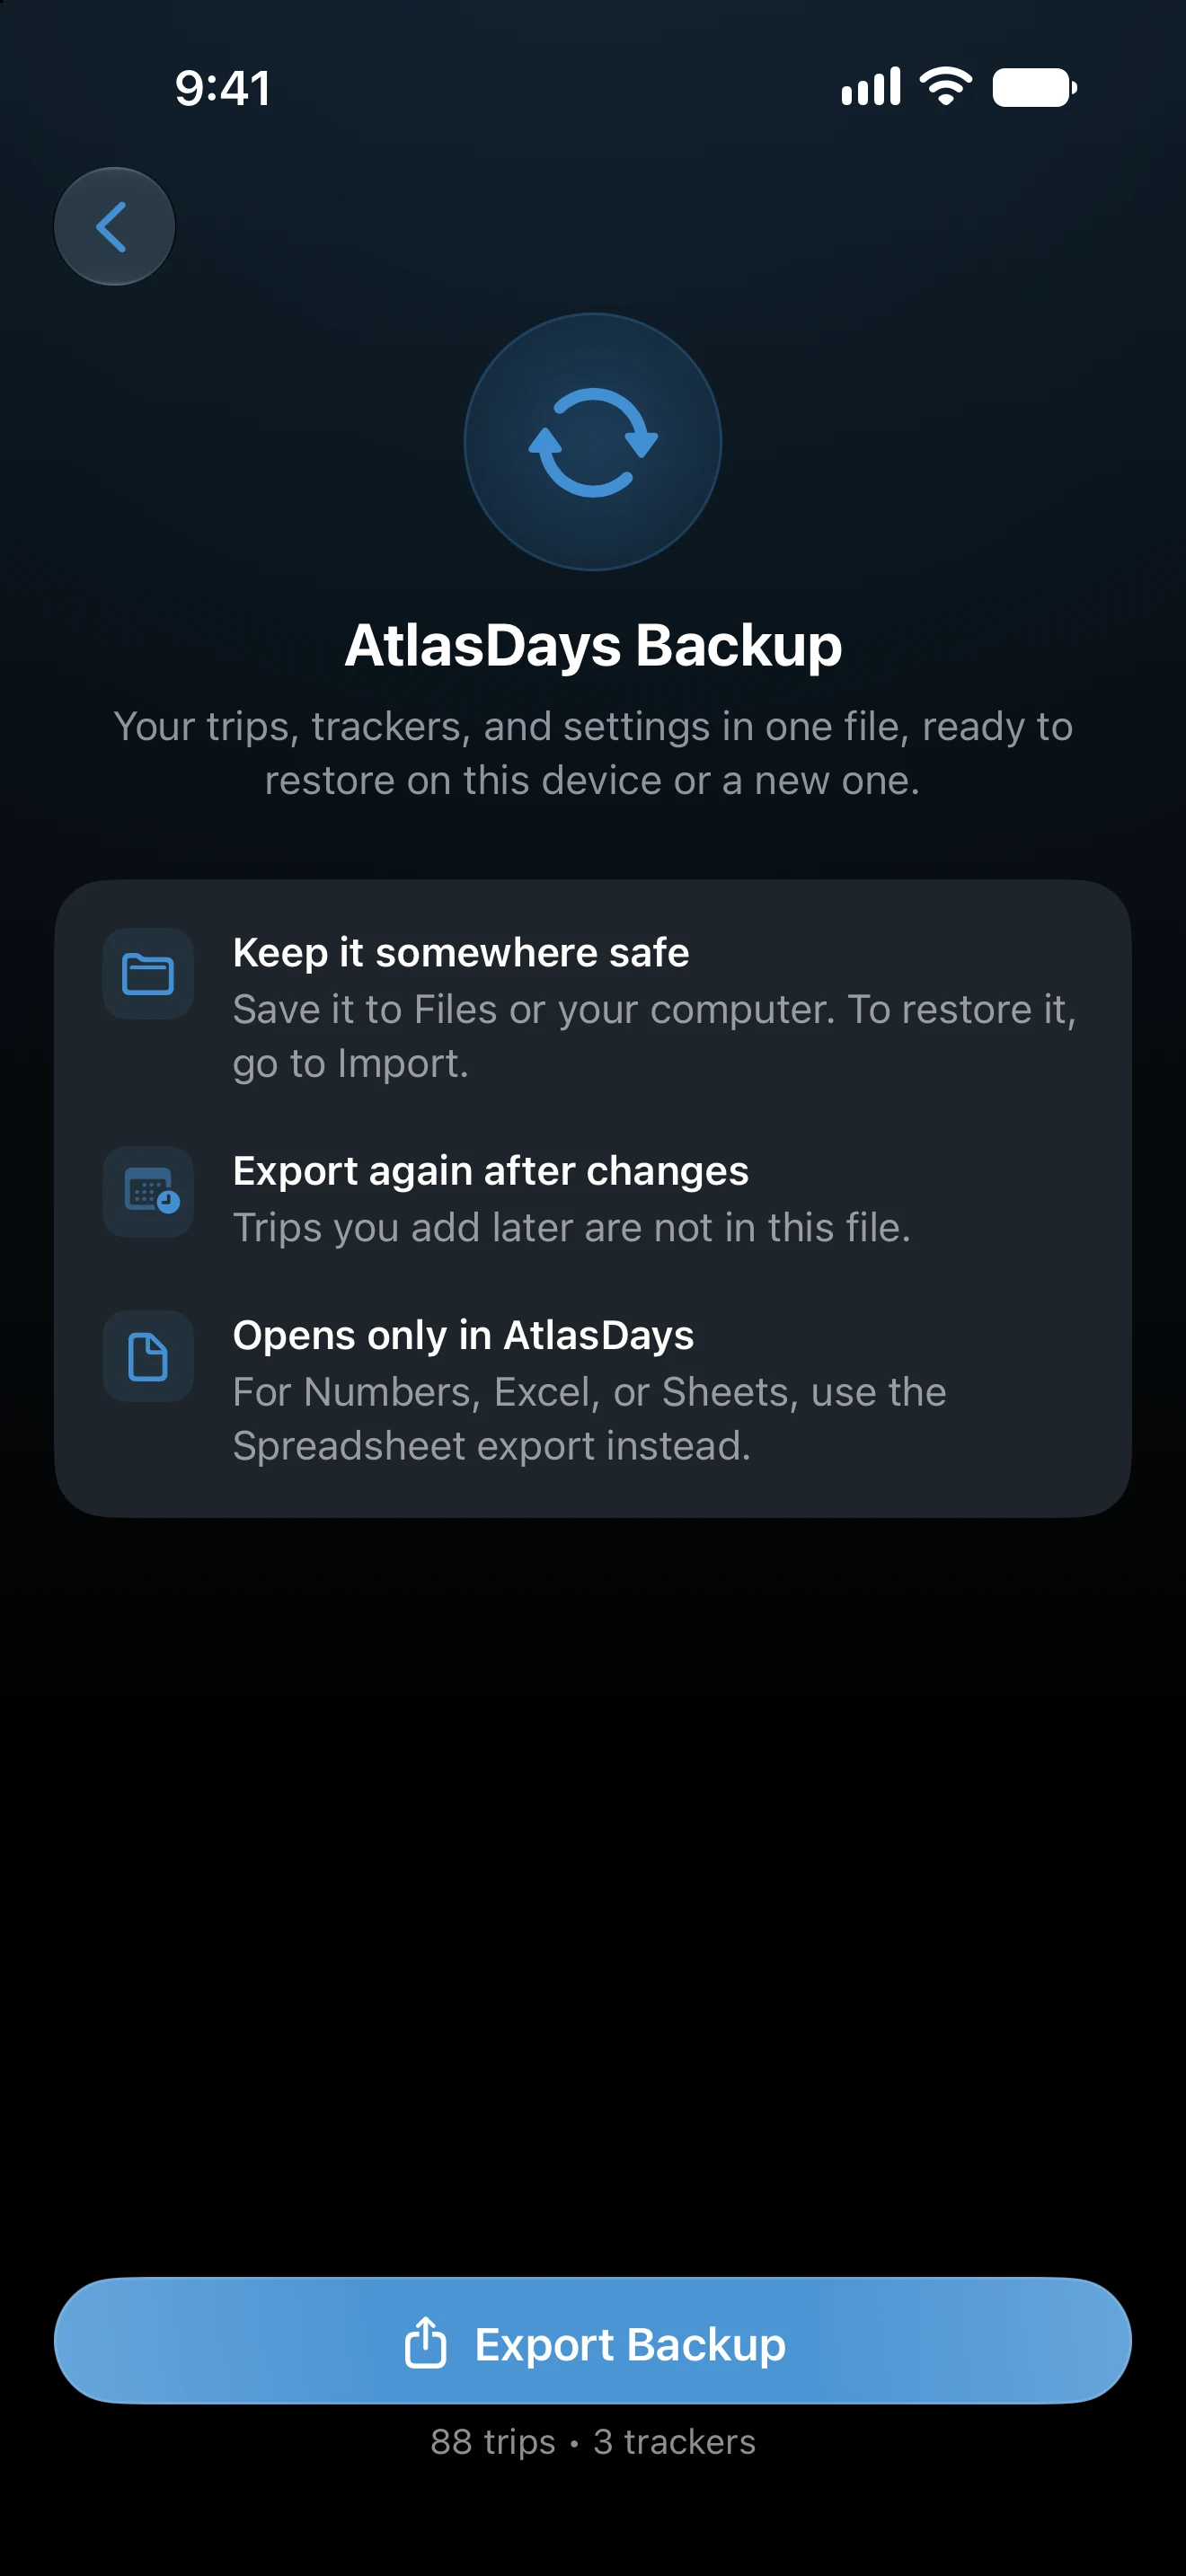 9:41
AtlasDays Backup
Your trips, trackers, and settings in one file, ready to
restore on this device or a new one.
Keep it somewhere safe
Save it to Files or your computer. To restore it,
go to Import.
Export again after changes
Trips you add later are not in this file.
Opens only in AtlasDays
For Numbers, Excel, or Sheets, use the
Spreadsheet export instead.
Export Backup
88 trips • 3 trackers